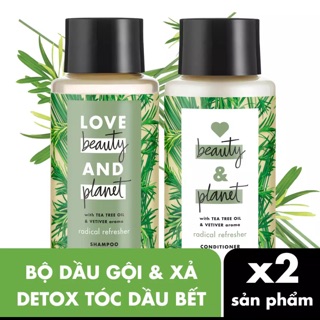 LOVE
beauty
AND
planet
with TEA TREE OIL
& VETIVER aroma
radical refresher
SHAMPOO
beauty
&
planet
with TEA TREE OIL
& VETIVER aroma
radical refresher
CONDITIONER
BỘ DẦU GỘI & XẢ
DETOX TÓC DẦU BẾT
x2
sản phẩm